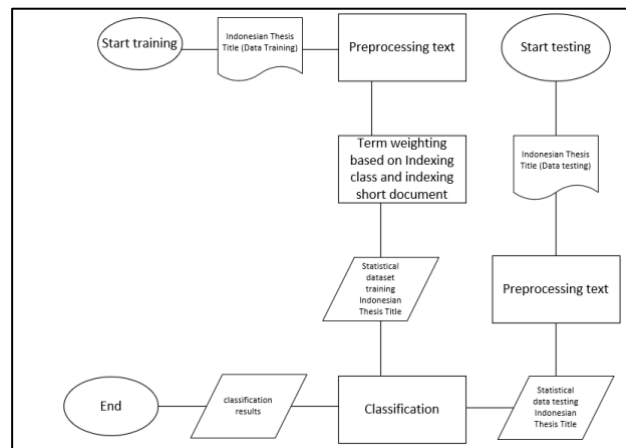 Start training
Indonesian Thesis
Title (Data Training)
Preprocessing text
Start testing
Term weighting
based on Indexing
class and indexing
short document
Indonesian Thesis
Title (Data testing)
Statistical
dataset
training
Indonesian
Thesis Title
Preprocessing text
End
classification
results
Classification
Statistical
data testing
Indonesian
Thesis Title